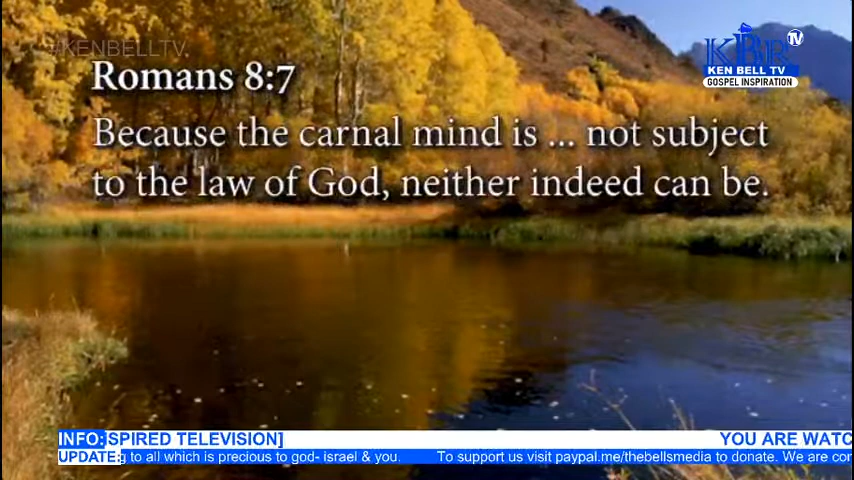 #KENBELLTV.
KBR TV
KEN BELL TV
GOSPEL INSPIRATION
Romans 8:7
Because the carnal mind is ... not subject
to the law of God, neither indeed can be.
INFO: SPIRED TELEVISION] YOU ARE WATC
UPDATE: g to all which is precious to god- israel & you. To support us visit paypal.me/thebellsmedia to donate. We are con